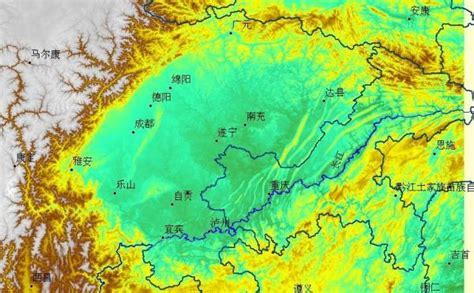 安康
广元
马尔康
绵阳
德阳
达县
成都
南充
遂宁
恩施
长江
康定
雅安
乐山
重庆
黔江土家族苗族自
自贡
泸州
宜宾
吉首
西昌
遵义
铜仁